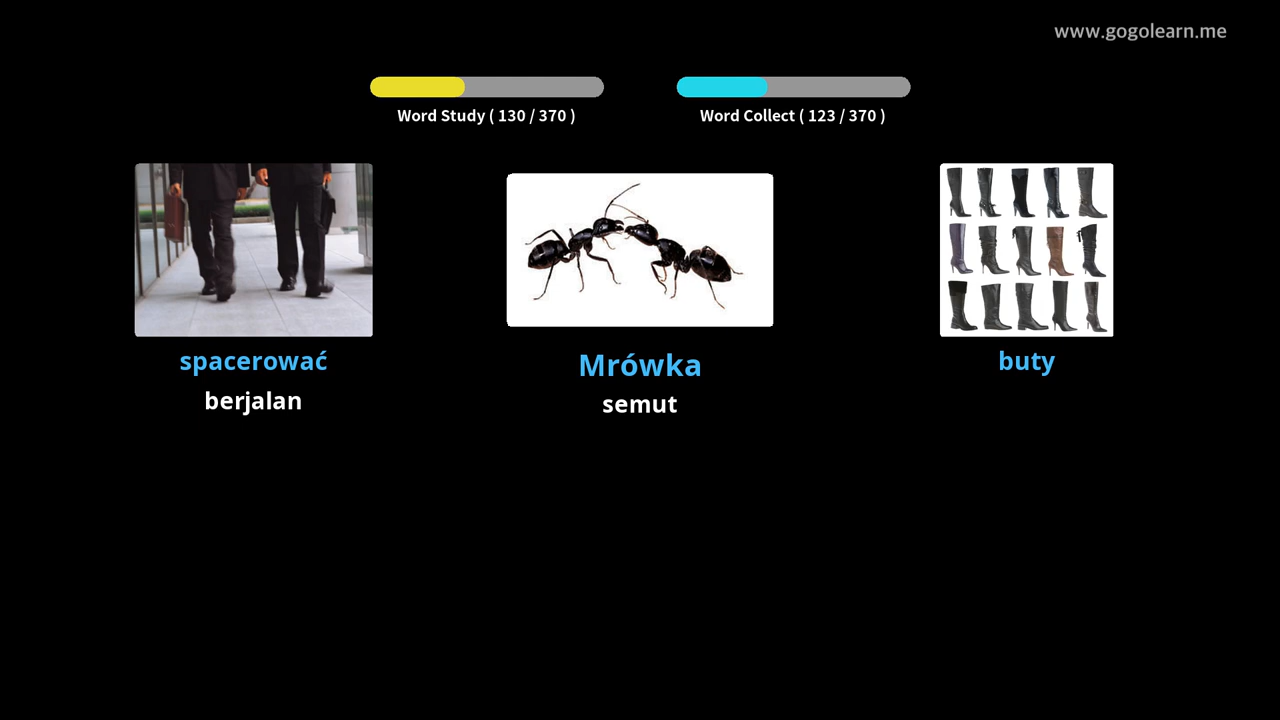 www.gogolearn.me
Word Study ( 130 / 370 )
Word Collect ( 123 / 370 )
spacerować
berjalan
Mrówka
semut
buty